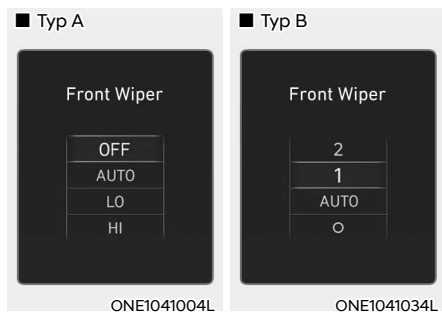 ■ Typ A
Front Wiper
OFF
AUTO
LO
HI
ONE1041004L
■ Typ B
Front Wiper
2
1
AUTO
O
ONE1041034L